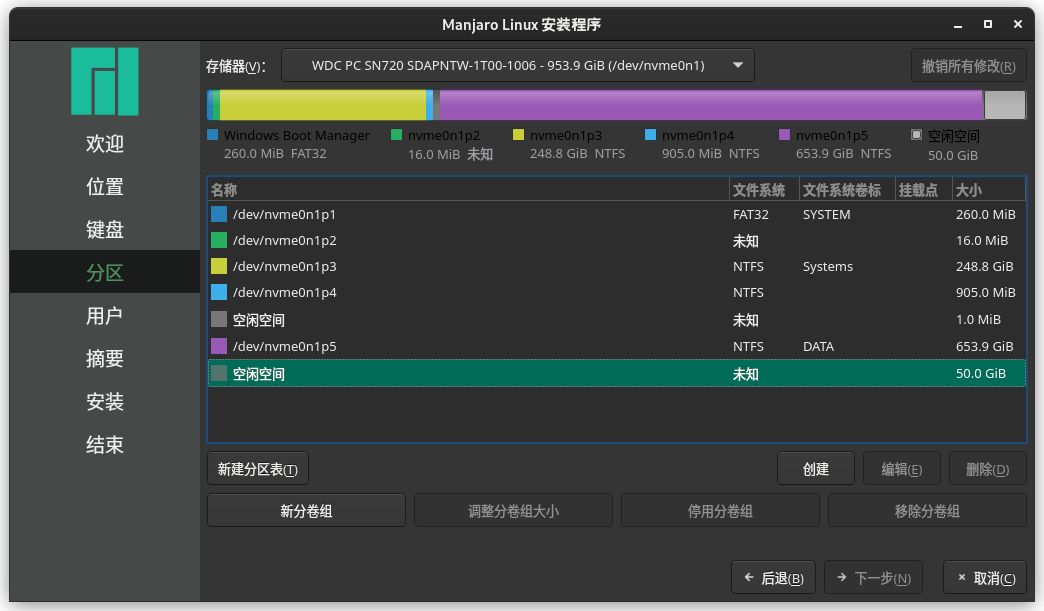 Manjaro Linux 安装程序
欢迎
位置
键盘
分区
用户
摘要
安装
结束
存储器(V)： WDC PC SN720 SDAPNTW-1T00-1006 - 953.9 GiB (/dev/nvme0n1) 撤销所有修改(R)
Windows Boot Manager nvme0n1p2 nvme0n1p3 nvme0n1p4 nvme0n1p5 空闲空间
260.0 MiB FAT32 16.0 MiB 未知 248.8 GiB NTFS 905.0 MiB NTFS 653.9 GiB NTFS 50.0 GiB
名称 文件系统 文件系统卷标 挂载点 大小
/dev/nvme0n1p1 FAT32 SYSTEM 260.0 MiB
/dev/nvme0n1p2 未知 16.0 MiB
/dev/nvme0n1p3 NTFS Systems 248.8 GiB
/dev/nvme0n1p4 NTFS 905.0 MiB
空闲空间 未知 1.0 MiB
/dev/nvme0n1p5 NTFS DATA 653.9 GiB
空闲空间 未知 50.0 GiB
新建分区表(T) 创建 编辑(E) 删除(D)
新分卷组 调整分卷组大小 停用分卷组 移除分卷组
后退(B) 下一步(N) 取消(C)